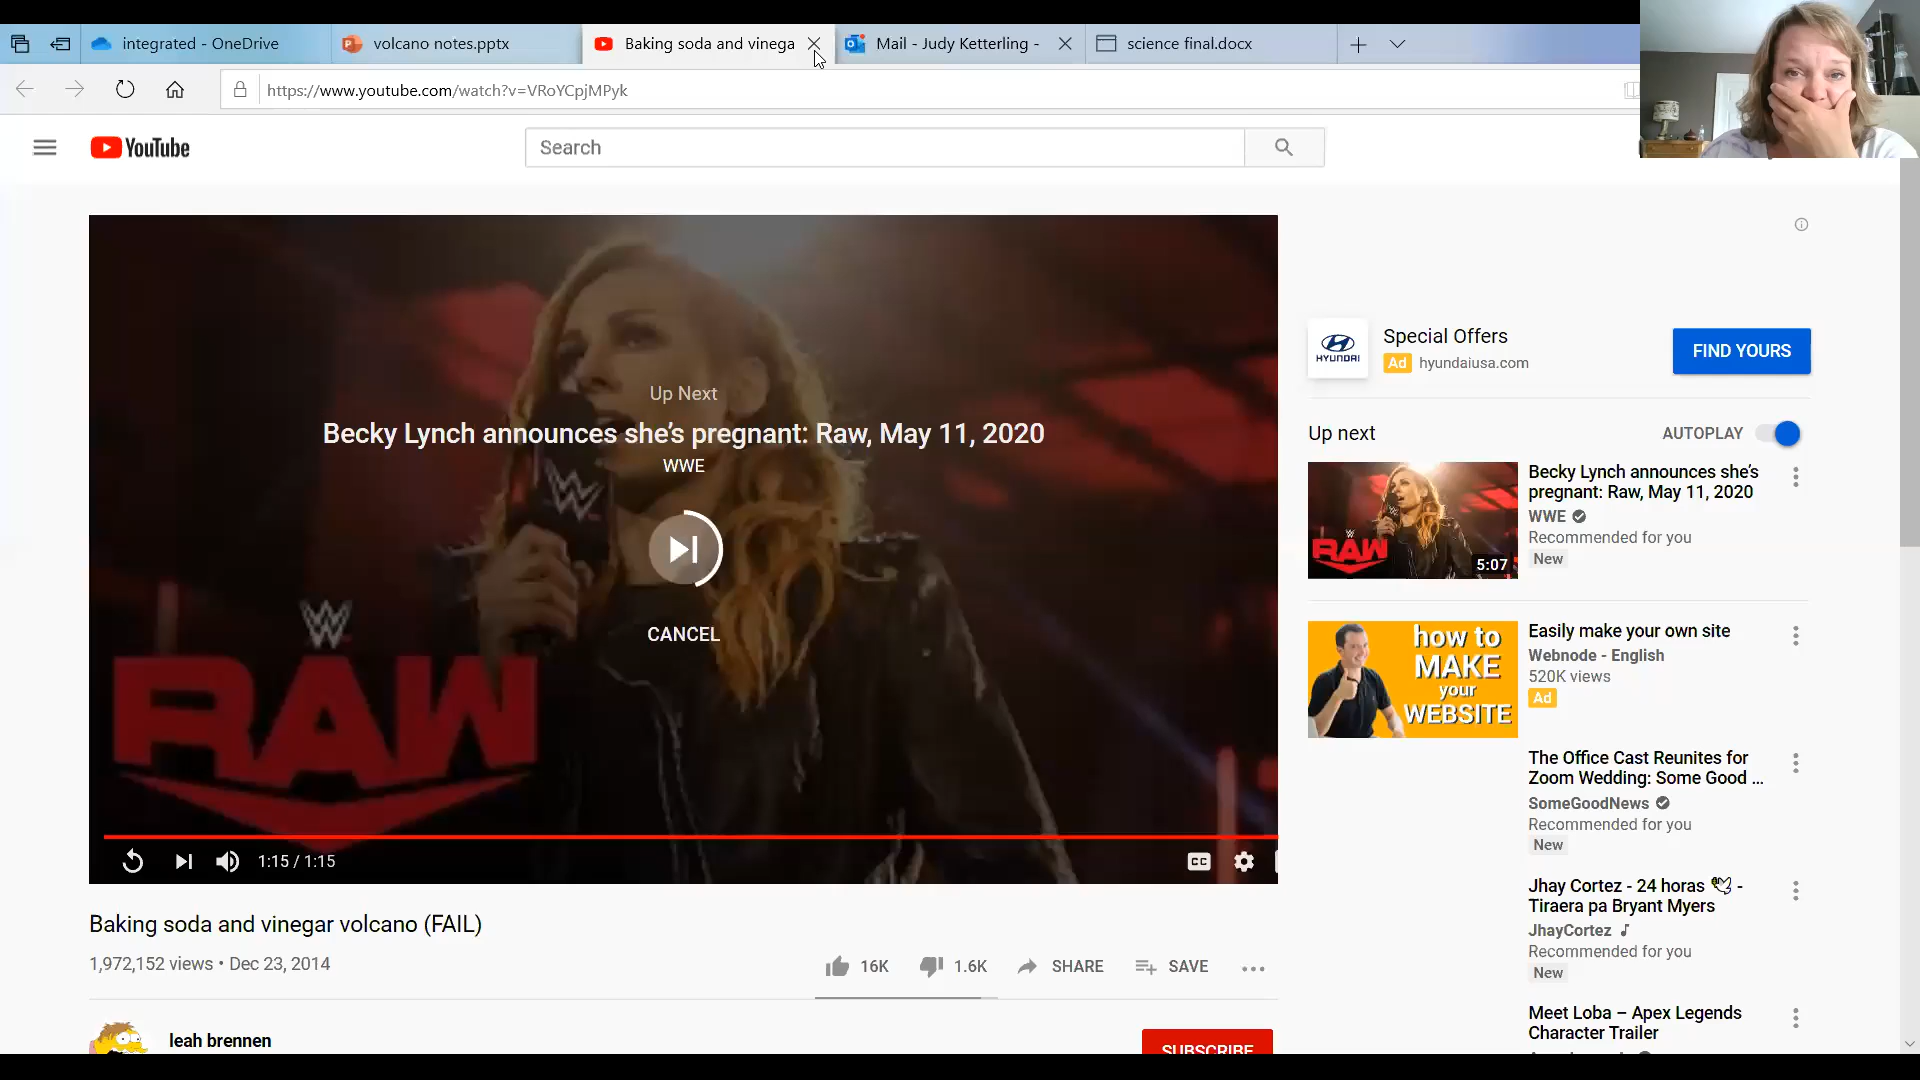 integrated - OneDrive
volcano notes.pptx
Baking soda and vinega
Mail - Judy Ketterling -
science final.docx
https://www.youtube.com/watch?v=VRoYCpjMPyk
YouTube
Search
Up Next
Becky Lynch announces she's pregnant: Raw, May 11, 2020
WWE
CANCEL
W
RAW
1:15 / 1:15
CC
Baking soda and vinegar volcano (FAIL)
1,972,152 views • Dec 23, 2014
16K
1.6K
SHARE
SAVE
leah brennen
SUBSCRIBE
HYUNDAI
Special Offers
Ad hyundaiusa.com
FIND YOURS
Up next
AUTOPLAY
RAW
5:07
Becky Lynch announces she's
pregnant: Raw, May 11, 2020
WWE
Recommended for you
New
how to
MAKE
your
WEBSITE
Easily make your own site
Webnode - English
520K views
Ad
The Office Cast Reunites for
Zoom Wedding: Some Good ...
SomeGoodNews
Recommended for you
New
Jhay Cortez - 24 horas 🕊 -
Tiraera pa Bryant Myers
JhayCortez
Recommended for you
New
Meet Loba – Apex Legends
Character Trailer